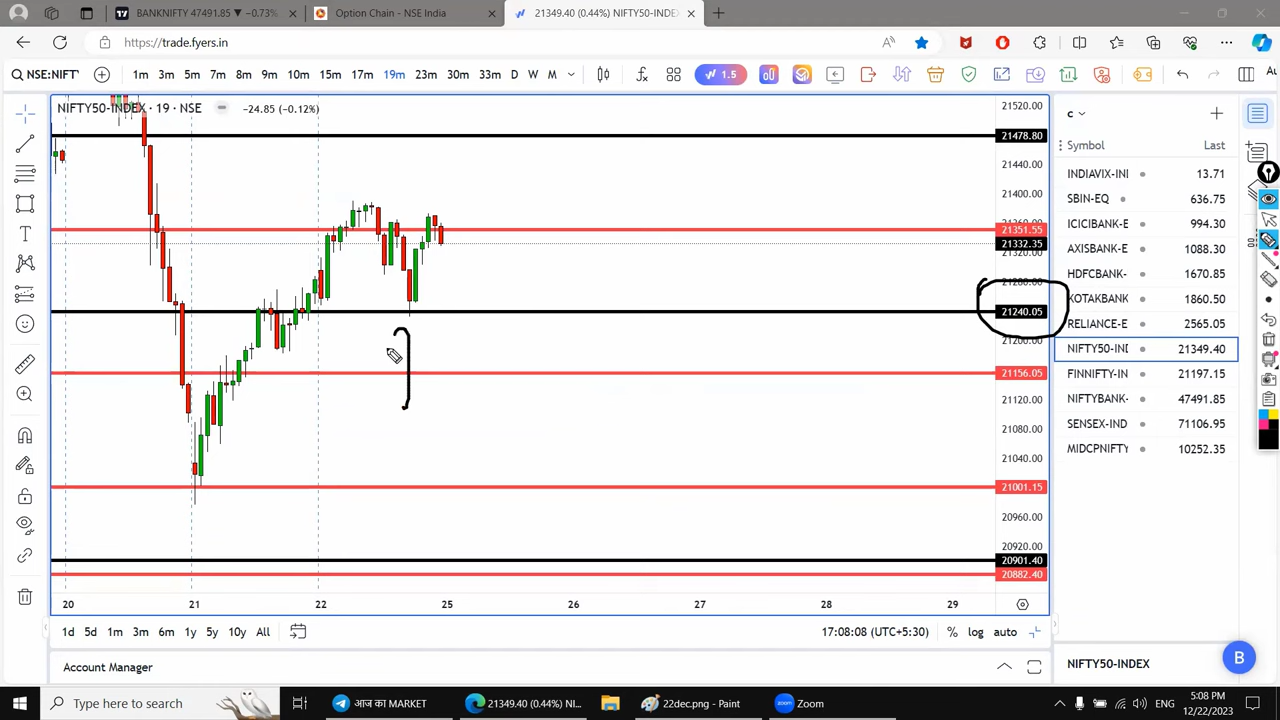 BANKNIFTY 47491.85 ▼ −0.73%
Option Chain - NSE India
21349.40 (0.44%) NIFTY50-INDEX
https://trade.fyers.in
NSE:NIFT
1m 3m 5m 7m 8m 9m 10m 15m 17m 19m 23m 30m 33m D W M
1.5
NIFTY50-INDEX · 19 · NSE
−24.85 (−0.12%)
21520.00
21478.80
21440.00
21400.00
21351.55
21332.35
21320.00
21240.05
21200.00
21156.05
21120.00
21080.00
21040.00
21001.15
20960.00
20920.00
20901.40
20882.40
20 21 22 25 26 27 28 29
c
Symbol Last
INDIAVIX-INI 13.71
SBIN-EQ 636.75
ICICIBANK-E 994.30
AXISBANK-E 1088.30
HDFCBANK- 1670.85
KOTAKBANK 1860.50
RELIANCE-E 2565.05
NIFTY50-IND 21349.40
FINNIFTY-IN 21197.15
NIFTYBANK- 47491.85
SENSEX-IND 71106.95
MIDCPNIFTY 10252.35
1d 5d 1m 3m 6m 1y 5y 10y All
17:08:08 (UTC+5:30) % log auto
Account Manager
NIFTY50-INDEX
B
Type here to search
आज का MARKET
21349.40 (0.44%) NI...
22dec.png - Paint
Zoom
ENG
5:08 PM
12/22/2023